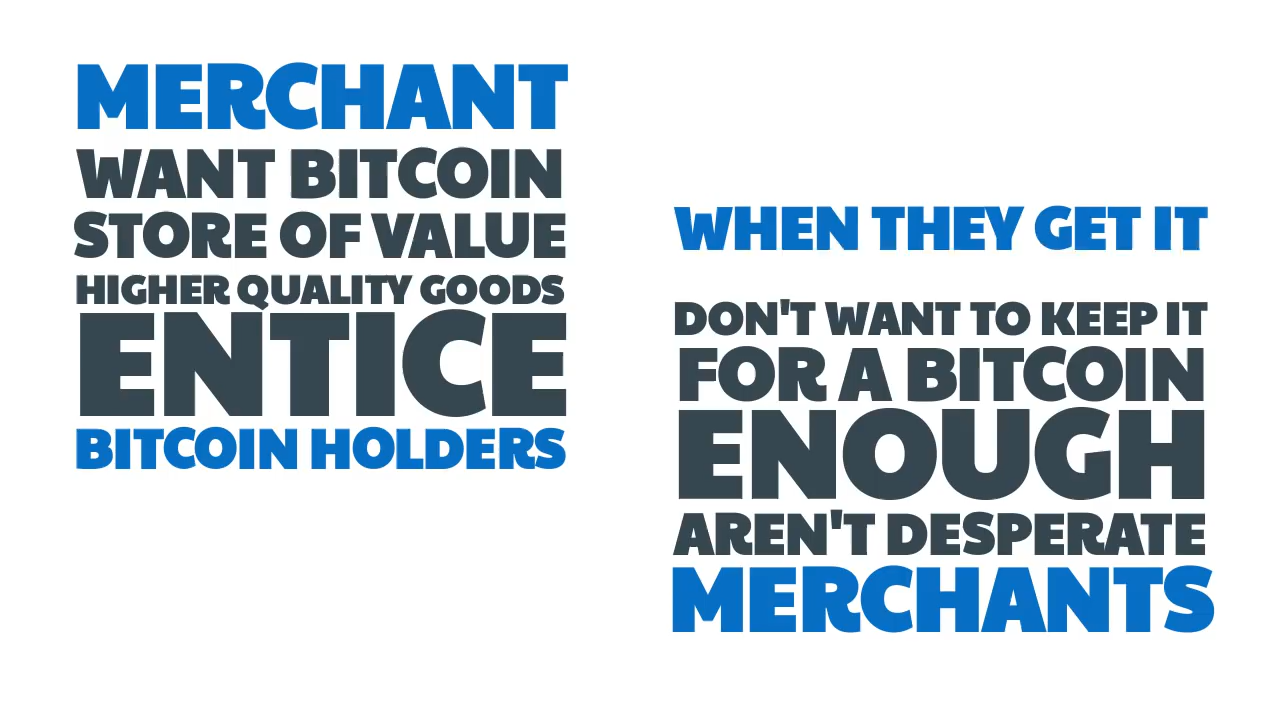 MERCHANT
WANT BITCOIN
STORE OF VALUE
HIGHER QUALITY GOODS
ENTICE
BITCOIN HOLDERS
WHEN THEY GET IT
DON'T WANT TO KEEP IT
FOR A BITCOIN
ENOUGH
AREN'T DESPERATE
MERCHANTS